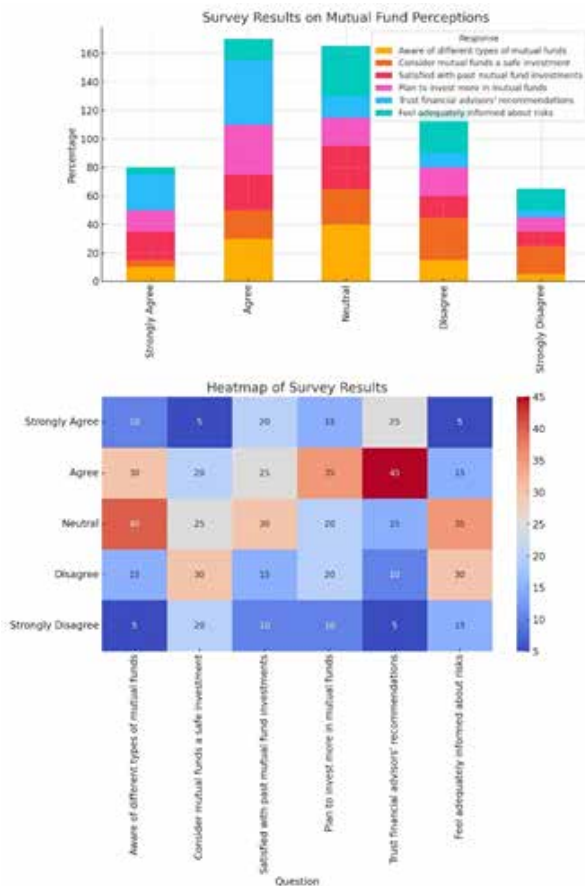 Survey Results on Mutual Fund Perceptions
Response
Aware of different types of mutual funds
Consider mutual funds a safe investment
Satisfied with past mutual fund investments
Plan to invest more in mutual funds
Trust financial advisors' recommendations
Feel adequately informed about risks
Percentage
160
140
120
100
80
60
40
20
0
Strongly Agree
Agree
Neutral
Disagree
Strongly Disagree
Heatmap of Survey Results
Strongly Agree 10 5 20 15 25 5
Agree 30 20 25 35 45 15
Neutral 40 25 30 20 15 35
Disagree 15 30 15 20 10 30
Strongly Disagree 5 20 10 10 5 15
45
40
35
30
25
20
15
10
5
Aware of different types of mutual funds
Consider mutual funds a safe investment
Satisfied with past mutual fund investments
Plan to invest more in mutual funds
Trust financial advisors' recommendations
Feel adequately informed about risks
Question